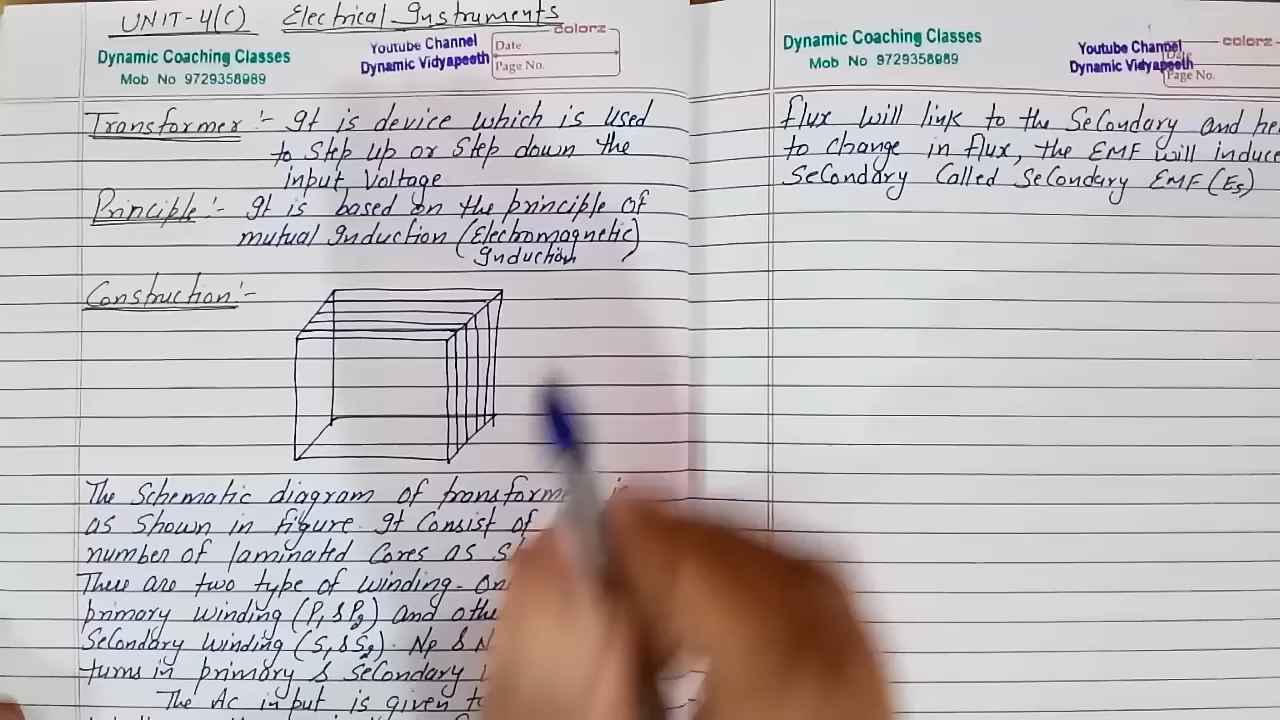 UNIT-4(C) Electrical Instruments
Dynamic Coaching Classes
Mob No 9729358989
Youtube Channel
Dynamic Vidyapeeth
colorz
Date
Page No.
Transformer :- It is device which is used
to Step up or Step down the
input Voltage
Principle :- It is based on the principle of
mutual Induction (Electromagnetic)
Induction
Construction :-
The Schematic diagram of transforme
as Shown in figure. It Consist of
number of laminated Cores as
There are two type of winding. On
primary winding (P1 & P2) and othe
Secondary winding (S1 & S2). Np & N
turns in primary & Secondary
The Ac input is given to
Dynamic Coaching Classes
Mob No 9729358989
Youtube Channel
Dynamic Vidyapeeth
colorz
Date
Page No.
flux will link to the Secondary and he
to change in flux, the EMF will induce
Secondary Called Secondary EMF (Es)